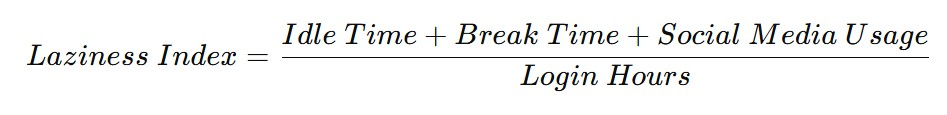 Laziness Index = Idle Time + Break Time + Social Media Usage
Login Hours